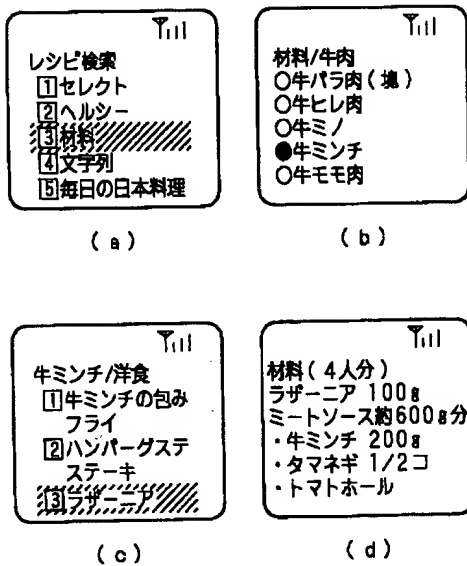 レシピ検索
1セレクト
2ヘルシー
3材料
4文字列
5毎日の日本料理
(a)
材料/牛肉
○牛バラ肉(塊)
○牛ヒレ肉
○牛ミノ
●牛ミンチ
○牛モモ肉
(b)
牛ミンチ/洋食
1牛ミンチの包み
フライ
2ハンバーグステ
ステーキ
3ラザーニア
(c)
材料(4人分)
ラザーニア 100g
ミートソース約600g分
・牛ミンチ 200g
・タマネギ 1/2コ
・トマトホール
(d)